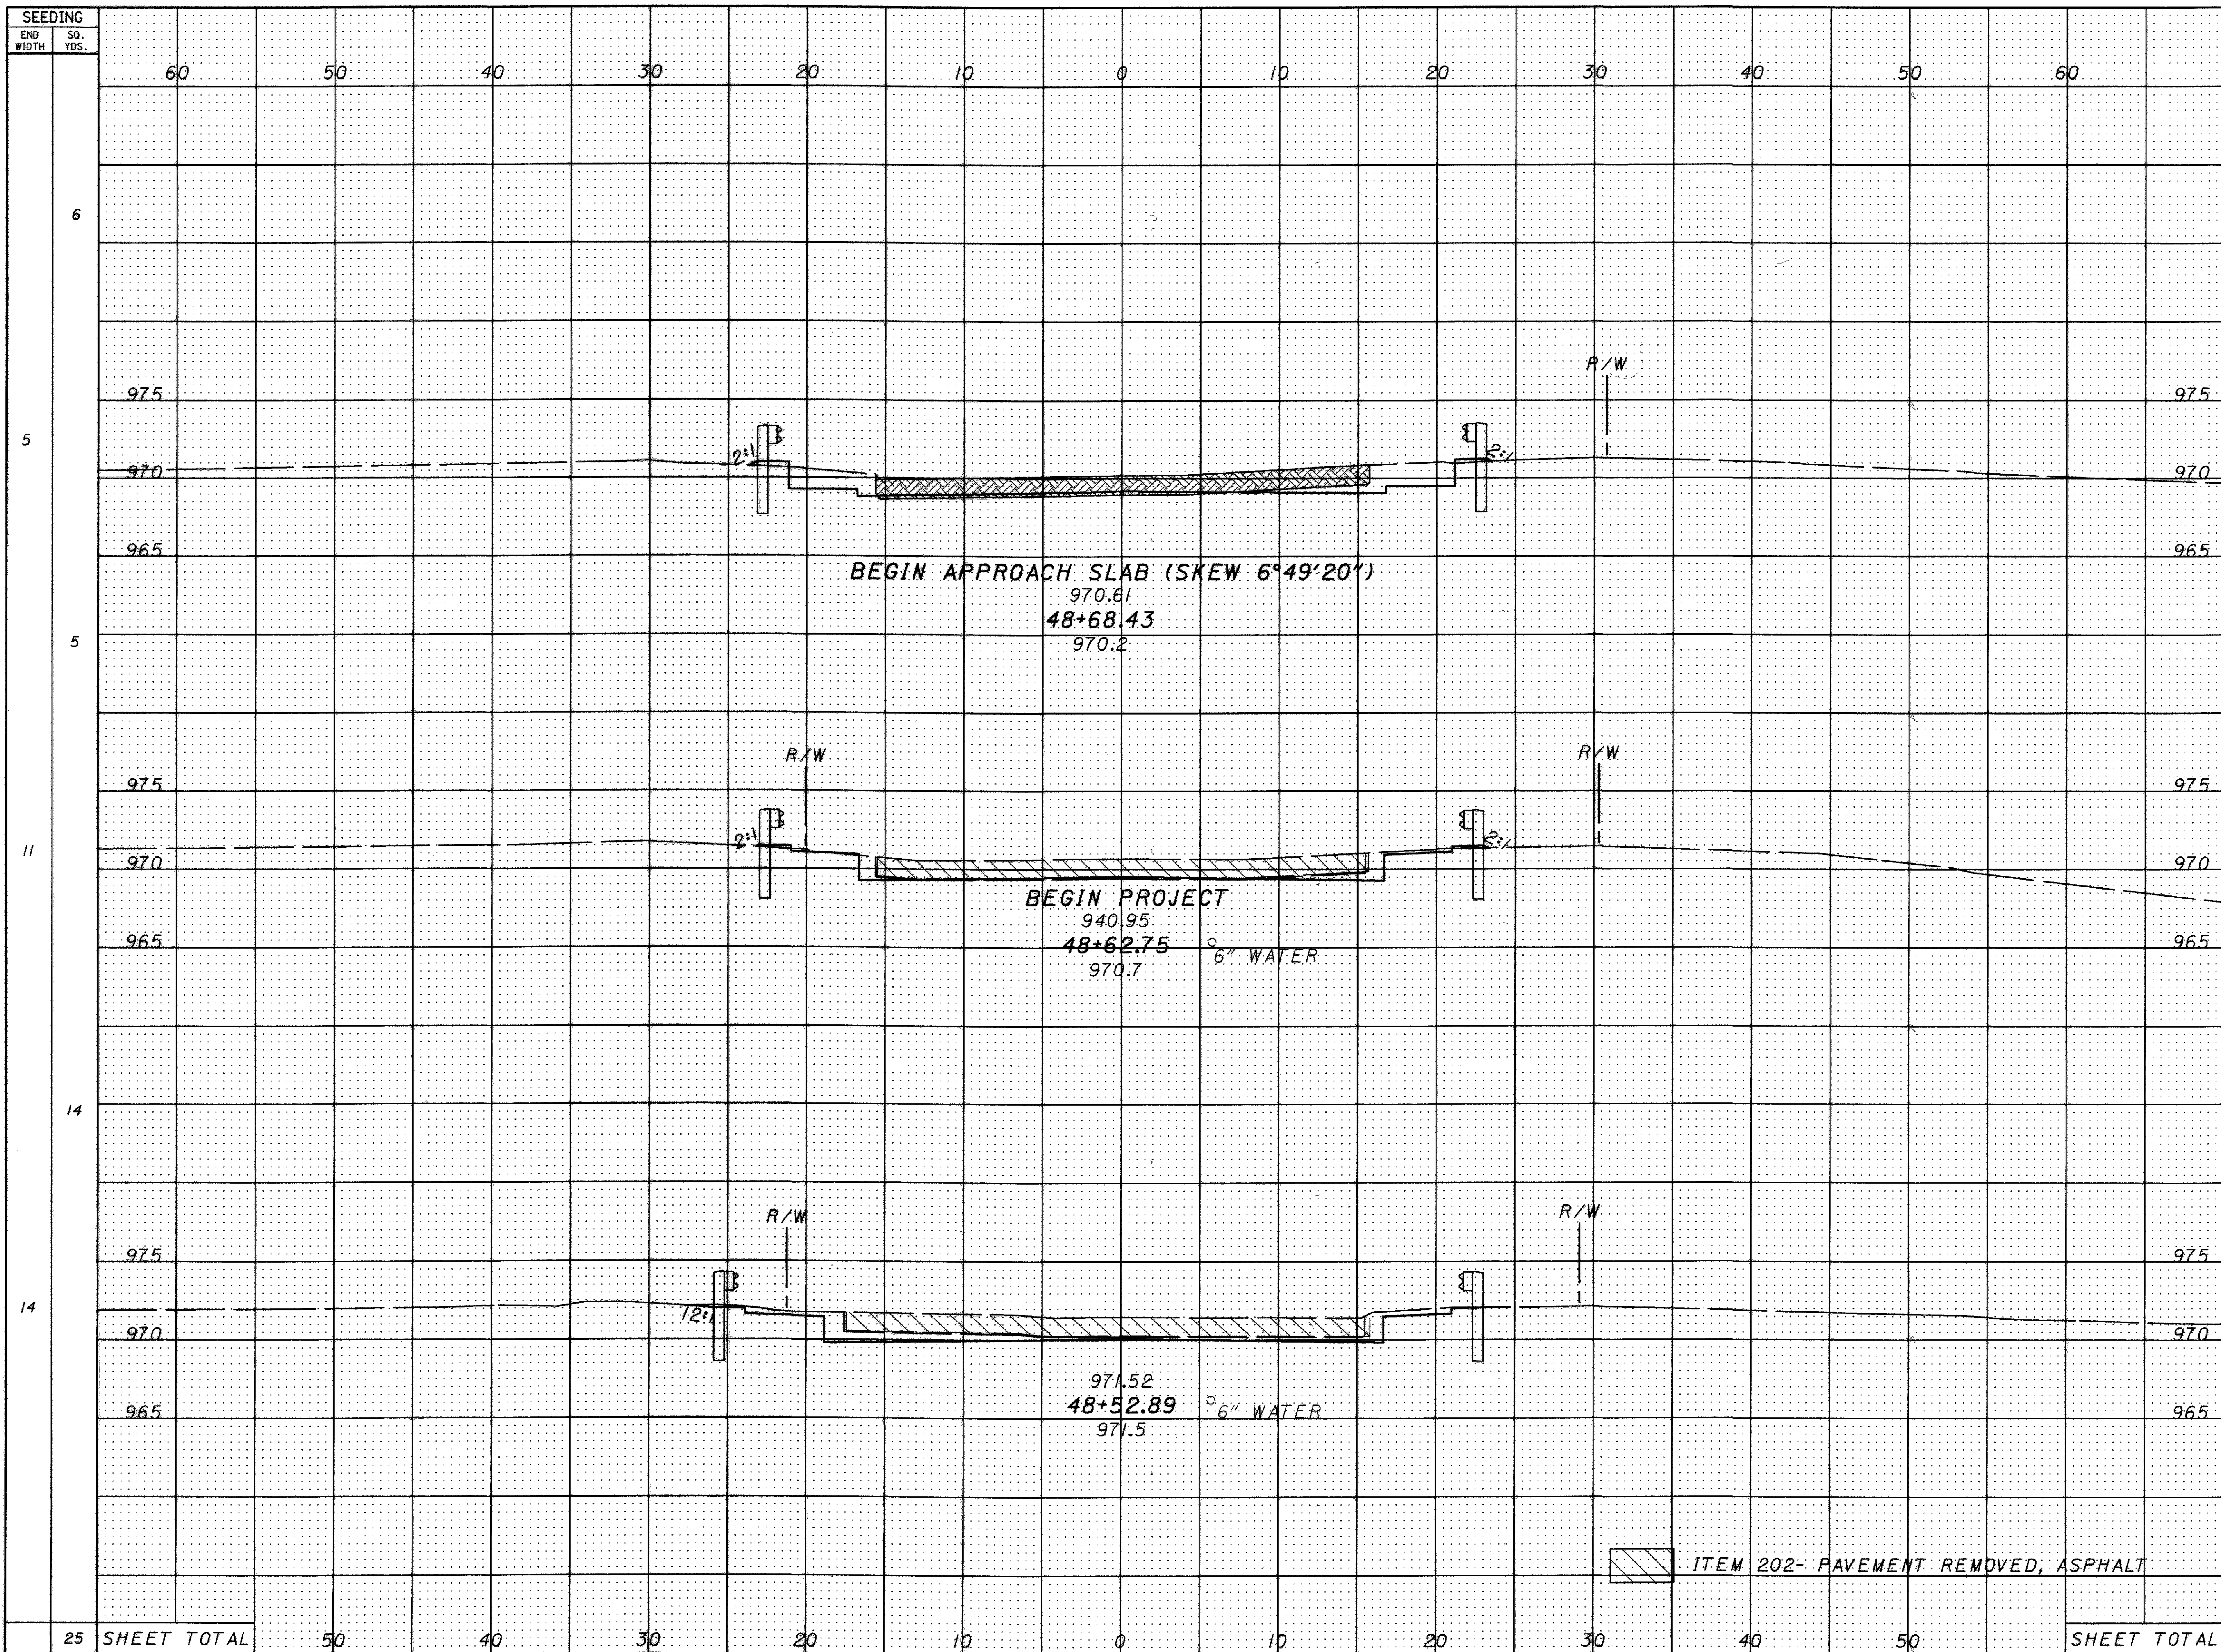 SEEDING
END WIDTH
SQ. YDS.
60 50 40 30 20 10 0 10 20 30 40 50 60
6
R/W
975 975
5
2:1 2:1
970 970
965 965
BEGIN APPROACH SLAB (SKEW 6°49'20")
970.61
48+68.43
5
970.2
R/W R/W
975 975
2:1 2:1
11
970 970
BEGIN PROJECT
940.95
965 48+62.75 6" WATER 965
970.7
14
R/W R/W
975 975
14
12:1
970 970
971.52
965 48+52.89 6" WATER 965
971.5
ITEM 202- PAVEMENT REMOVED, ASPHALT
25 SHEET TOTAL 50 40 30 20 10 0 10 20 30 40 50 SHEET TOTAL